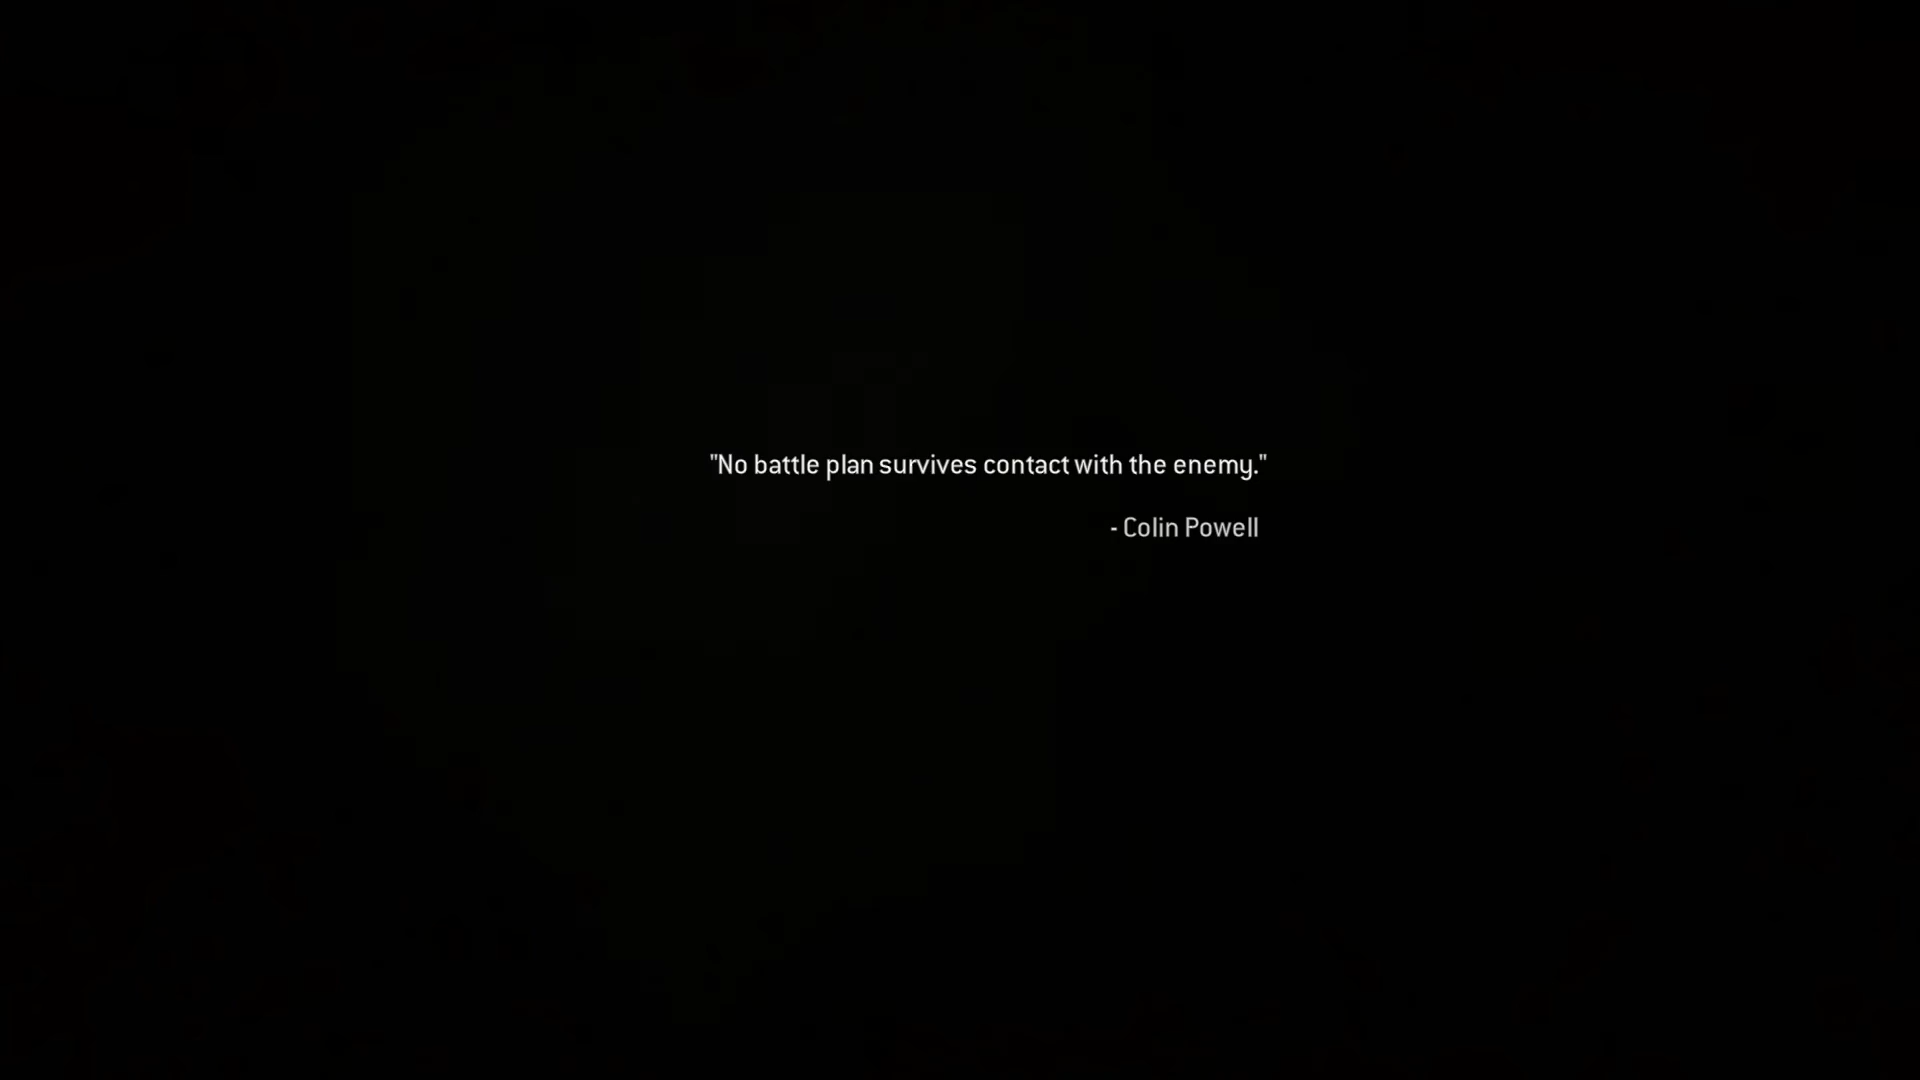 "No battle plan survives contact with the enemy."
- Colin Powell